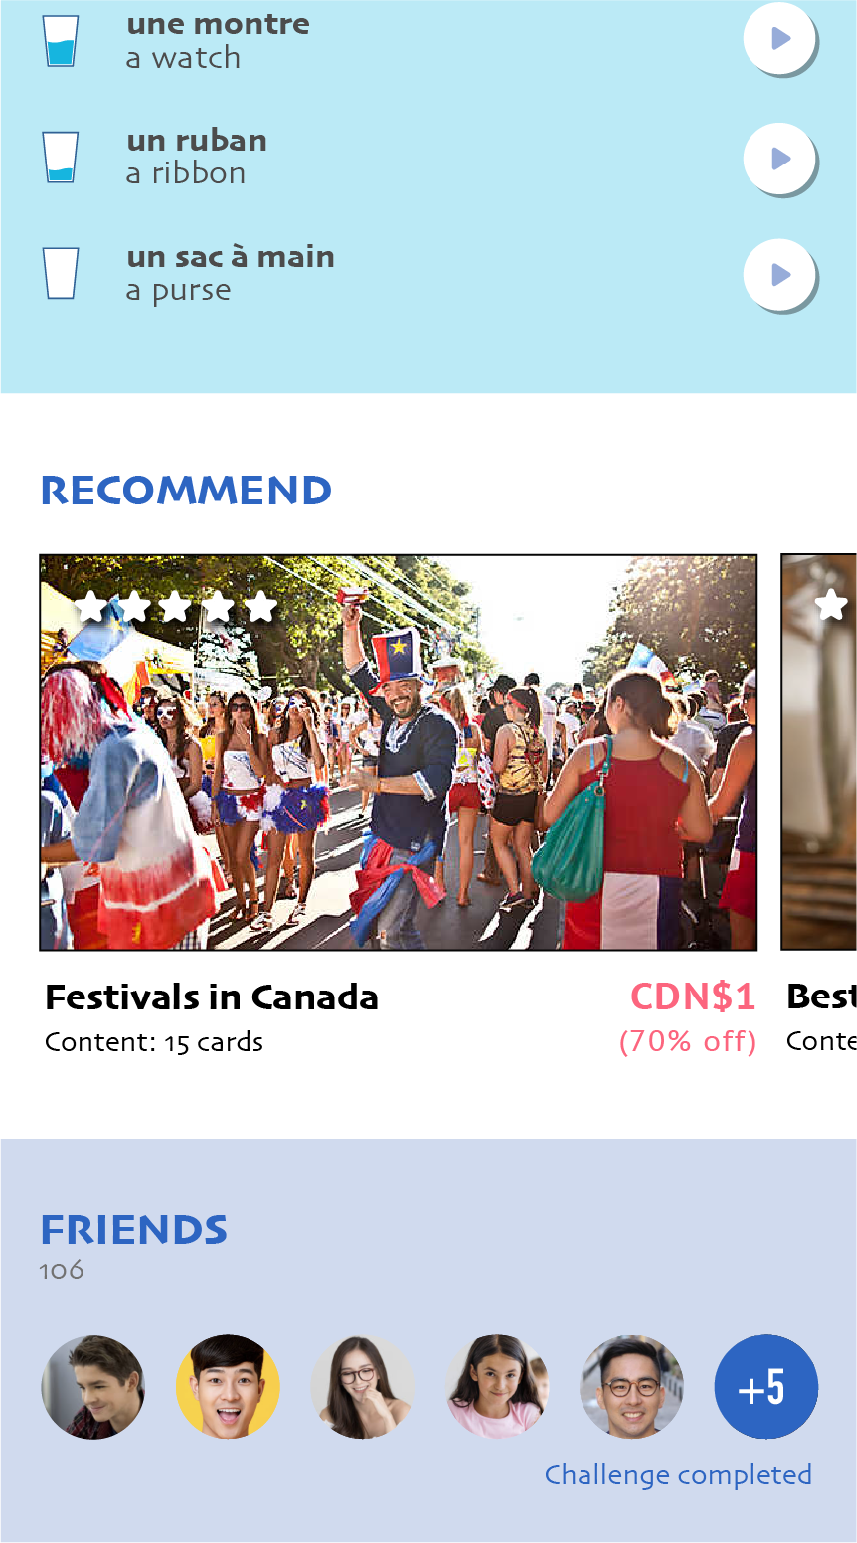 une montre
a watch
un ruban
a ribbon
un sac à main
a purse
RECOMMEND
Festivals in Canada
CDN$1
Content: 15 cards
(70% off)
Best
Conte
FRIENDS
106
+5
Challenge completed